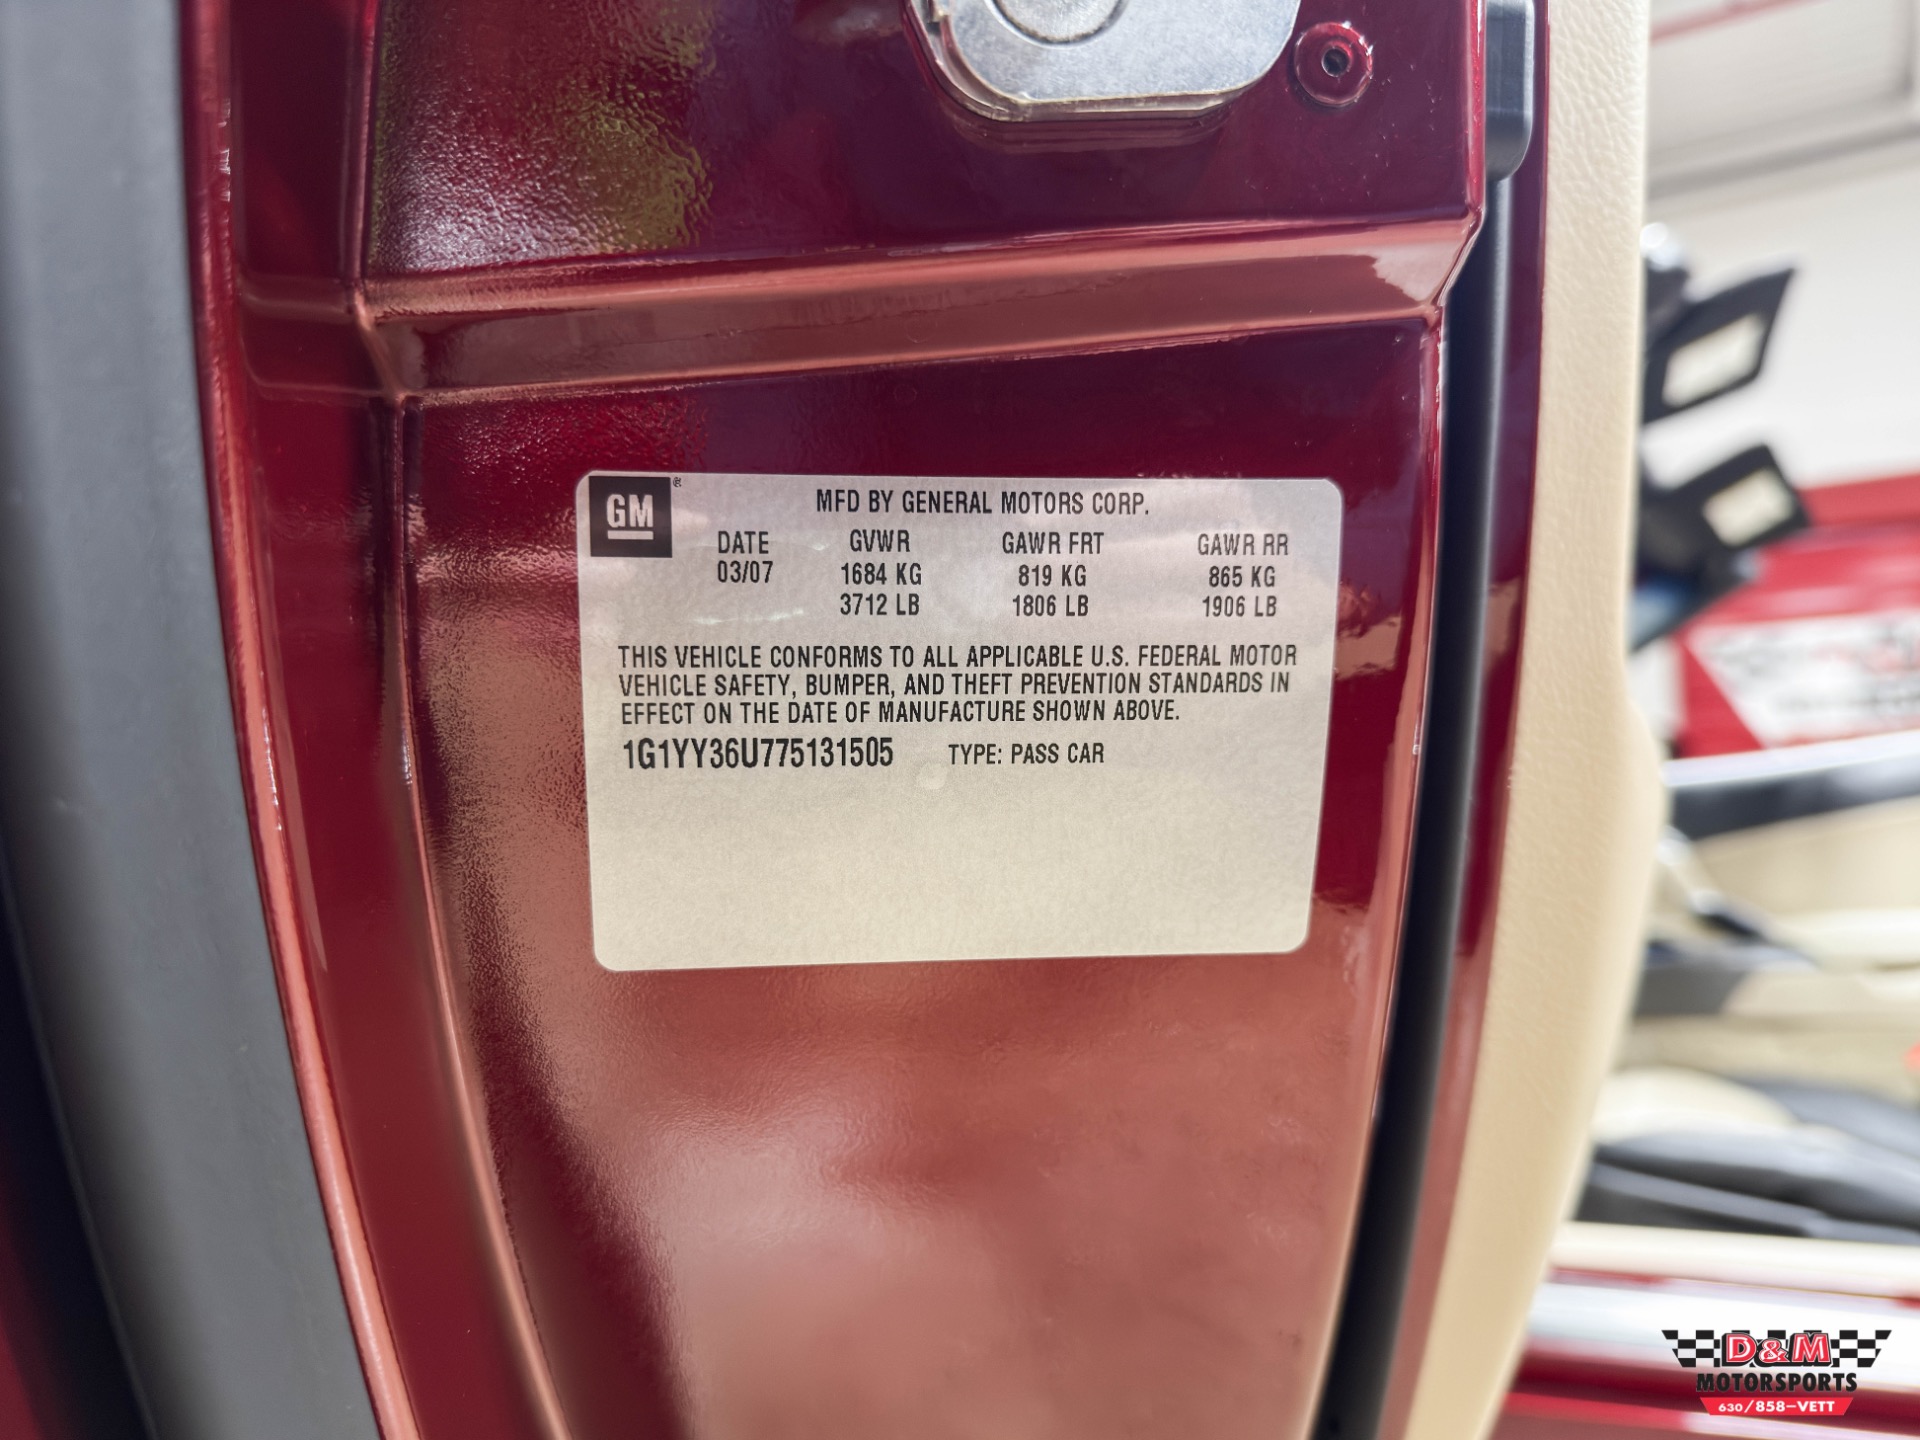 GM ®
MFD BY GENERAL MOTORS CORP.
DATE GVWR GAWR FRT GAWR RR
03/07 1684 KG 819 KG 865 KG
3712 LB 1806 LB 1906 LB
THIS VEHICLE CONFORMS TO ALL APPLICABLE U.S. FEDERAL MOTOR
VEHICLE SAFETY, BUMPER, AND THEFT PREVENTION STANDARDS IN
EFFECT ON THE DATE OF MANUFACTURE SHOWN ABOVE.
1G1YY36U775131505 TYPE: PASS CAR
D&M
MOTORSPORTS
630/858-VETT